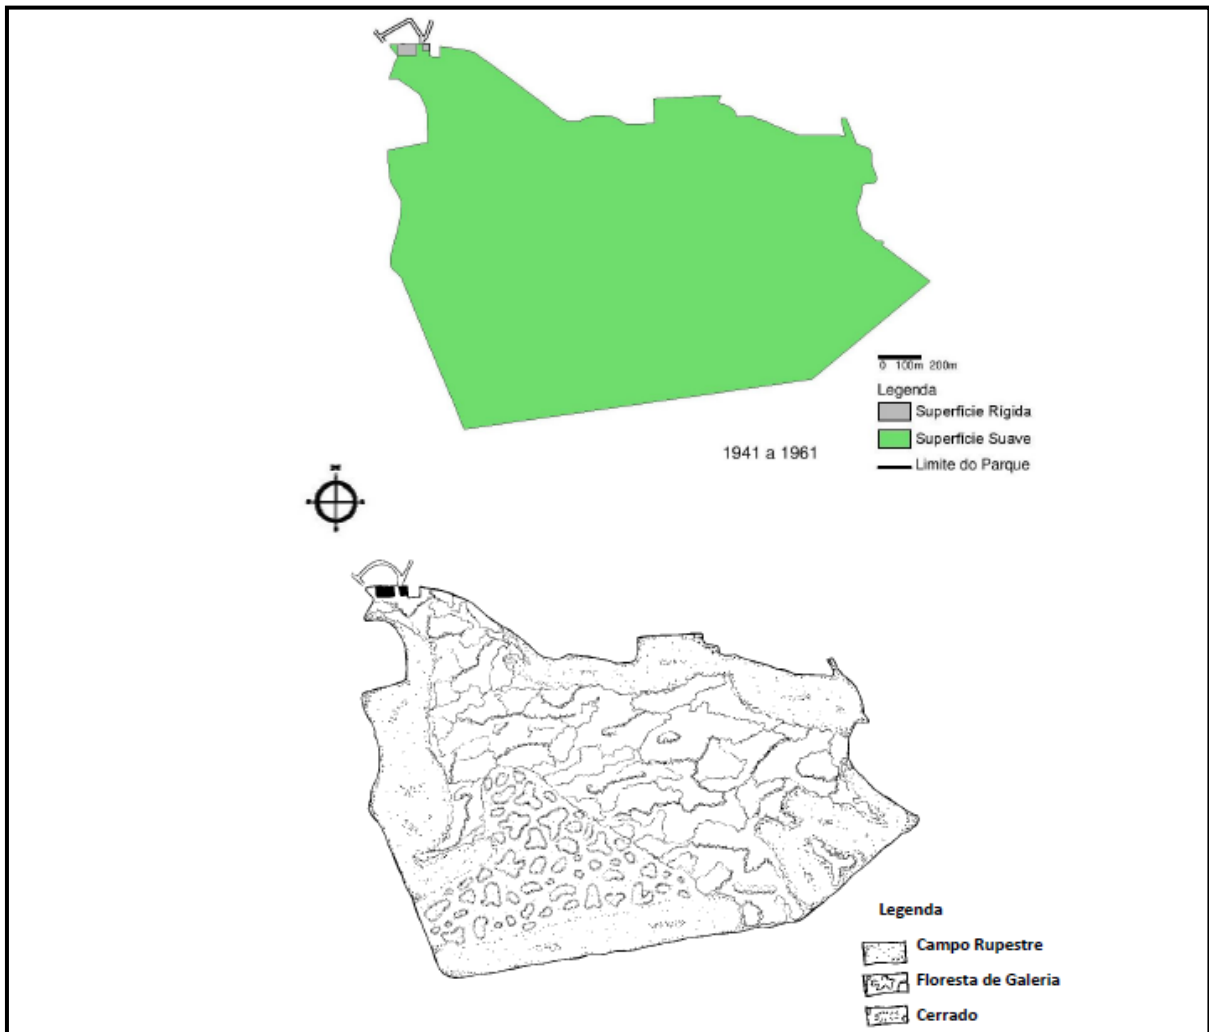 0 100m 200m
Legenda
Superfície Rígida
Superfície Suave
1941 a 1961
Limite do Parque
Legenda
Campo Rupestre
Floresta de Galeria
Cerrado